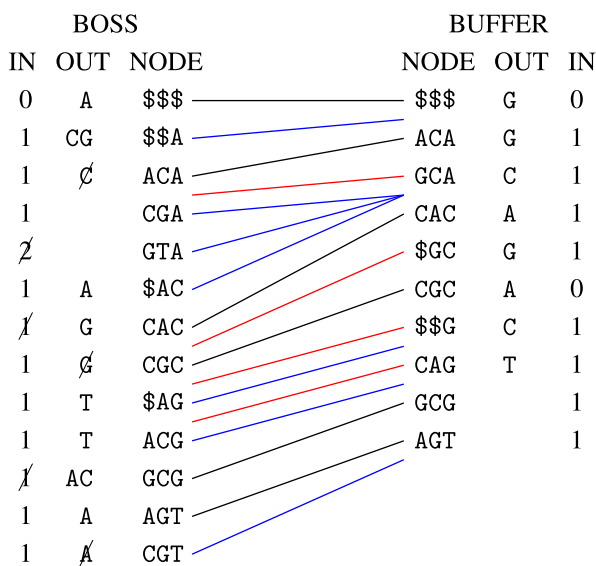 BOSS BUFFER
IN OUT NODE NODE OUT IN
0 A $$$ $$$ G 0
1 CG $$A ACA G 1
1 C ACA GCA C 1
1 CGA CAC A 1
2 GTA $GC G 1
1 A $AC CGC A 0
1 G CAC $$G C 1
1 G CGC CAG T 1
1 T $AG GCG 1
1 T ACG AGT 1
1 AC GCG
1 A AGT
1 A CGT